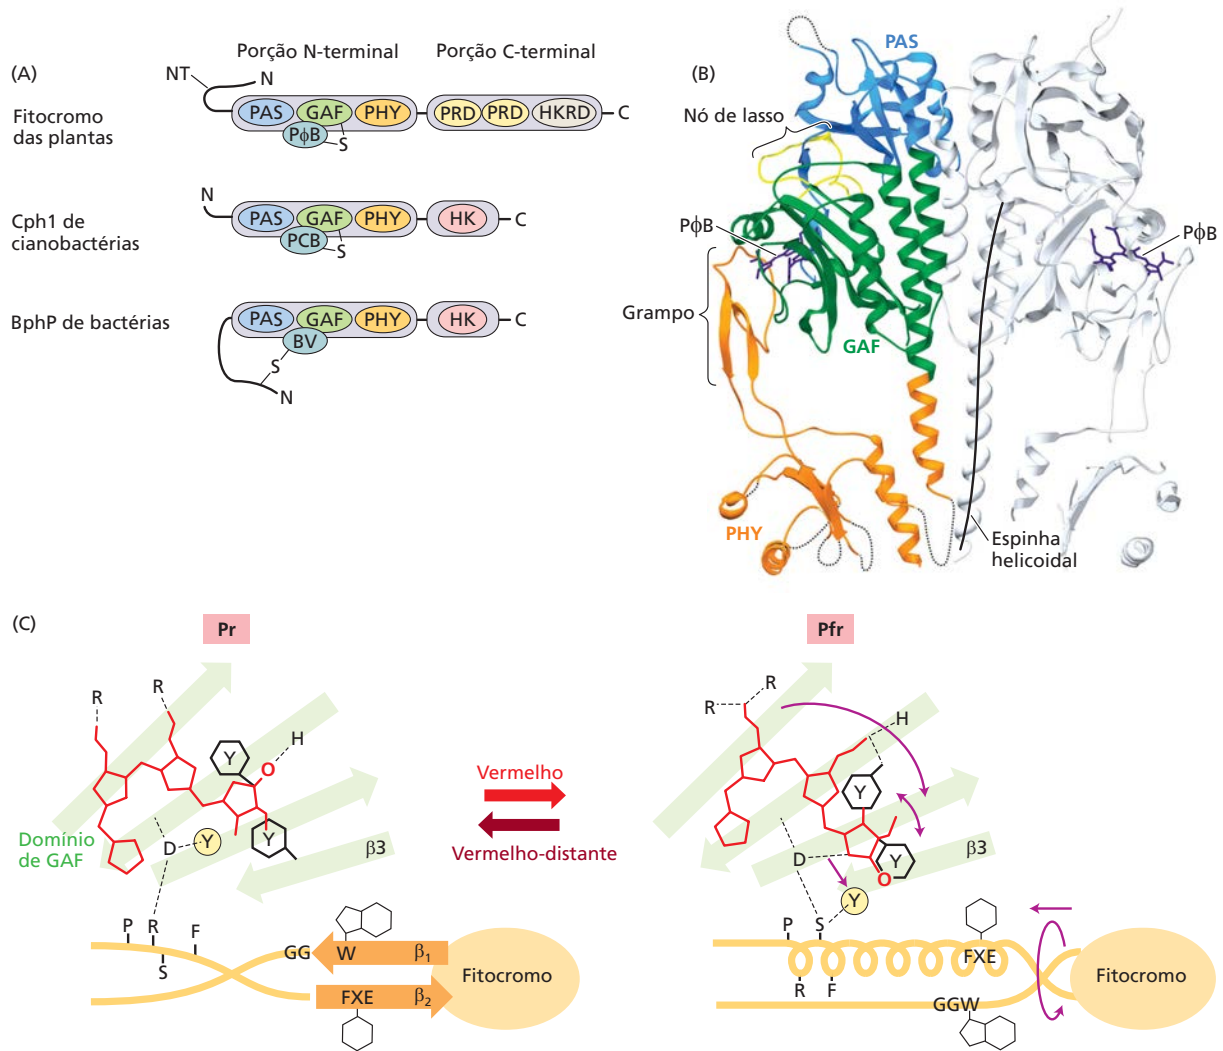 (A)
Porção N-terminal
Porção C-terminal
NT
N
Fitocromo
das plantas
PAS GAF PHY PRD PRD HKRD C
PϕB
S
N
Cph1 de
cianobactérias
PAS GAF PHY HK C
PCB
S
BphP de bactérias
PAS GAF PHY HK C
BV
S
N
(B)
PAS
Nó de lasso
PϕB
PϕB
Grampo
GAF
PHY
Espinha
helicoidal
(C)
Pr
R
R
H
Y
O
Y
Y
D
Domínio
de GAF
β3
P
R
F
S
GG
W
β1
FXE
β2
Fitocromo
Vermelho
Vermelho-distante
Pfr
R
R
H
Y
Y
O
D
β3
Y
P
S
R
F
FXE
GGW
Fitocromo